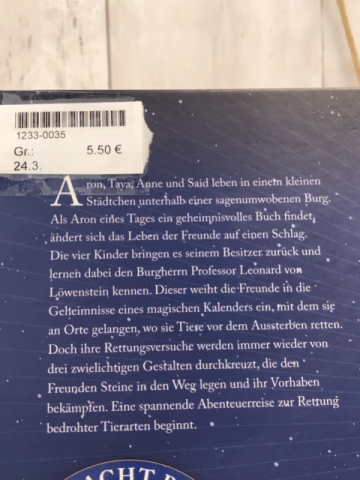 1233-0035
Gr.: 5.50 €
24.3.
Aron, Taya, Anne und Said leben in einem kleinen
Städtchen unterhalb einer sagenumwobenen Burg.
Als Aron eines Tages ein geheimnisvolles Buch findet,
ändert sich das Leben der Freunde auf einen Schlag.
Die vier Kinder bringen es seinem Besitzer zurück und
lernen dabei den Burgherrn Professor Leonard von
Löwenstein kennen. Dieser weiht die Freunde in die
Geheimnisse eines magischen Kalenders ein, mit dem sie
an Orte gelangen, wo sie Tiere vor dem Aussterben retten.
Doch ihre Rettungsversuche werden immer wieder von
drei zwielichtigen Gestalten durchkreuzt, die den
Freunden Steine in den Weg legen und ihr Vorhaben
bekämpfen. Eine spannende Abenteuerreise zur Rettung
bedrohter Tierarten beginnt.